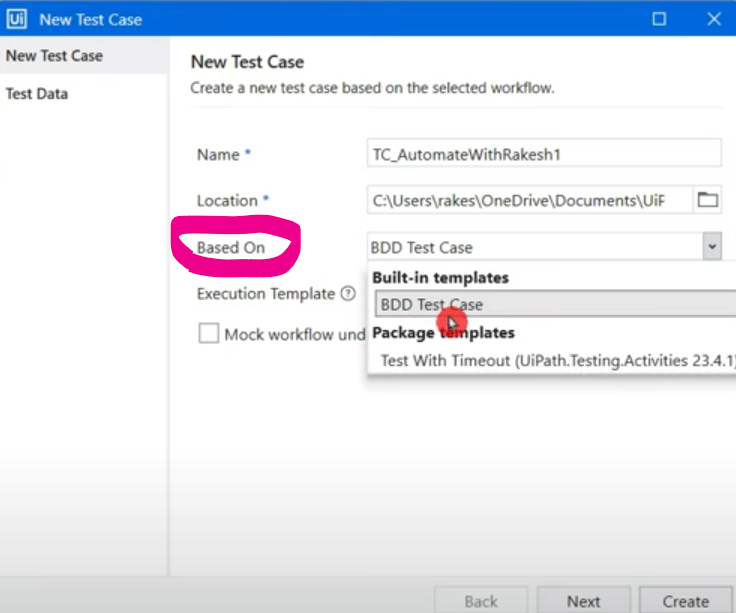 Ui New Test Case
New Test Case
Test Data
New Test Case
Create a new test case based on the selected workflow.
Name * TC_AutomateWithRakesh1
Location * C:\Users\rakes\OneDrive\Documents\UiP
Based On BDD Test Case
Built-in templates
BDD Test Case
Execution Template ?
Package templates
Mock workflow und
Test With Timeout (UiPath.Testing.Activities 23.4.1)
Back Next Create